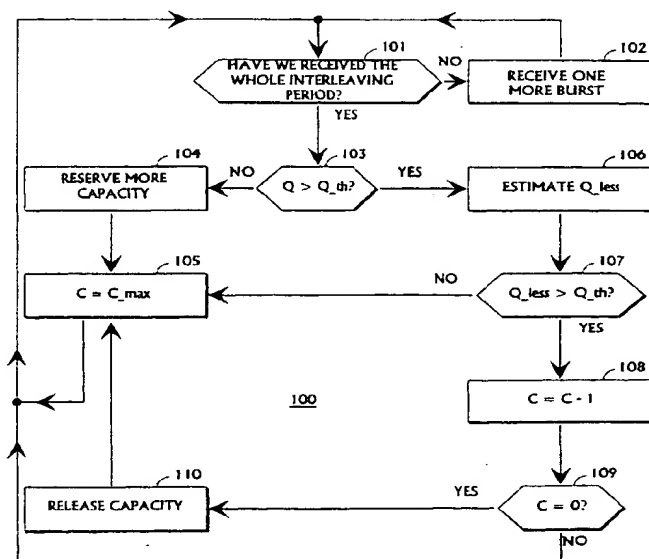 101
HAVE WE RECEIVED THE
WHOLE INTERLEAVING
PERIOD?
NO
102
RECEIVE ONE
MORE BURST
YES
103
Q > Q_th?
NO
YES
104
RESERVE MORE
CAPACITY
106
ESTIMATE Q_less
105
C = C_max
NO
107
Q_less > Q_th?
YES
108
C = C - 1
100
110
RELEASE CAPACITY
YES
109
C = 0?
NO